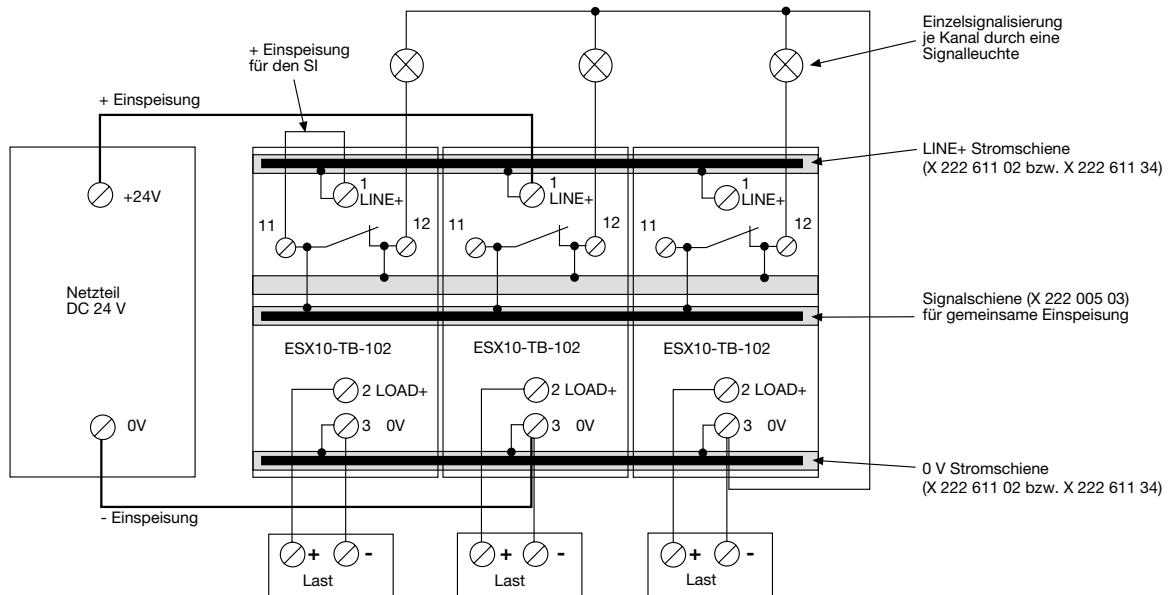 + Einspeisung
für den SI
Einzelsignalisierung
je Kanal durch eine
Signalleuchte
+ Einspeisung
LINE+ Stromschiene
(X 222 611 02 bzw. X 222 611 34)
+24V
1
LINE+
1
LINE+
1
LINE+
11
12
11
12
11
12
Netzteil
DC 24 V
Signalschiene (X 222 005 03)
für gemeinsame Einspeisung
ESX10-TB-102
ESX10-TB-102
ESX10-TB-102
2 LOAD+
2 LOAD+
2 LOAD+
0V
3 0V
3 0V
3 0V
0 V Stromschiene
(X 222 611 02 bzw. X 222 611 34)
- Einspeisung
+ -
+ -
+ -
Last
Last
Last